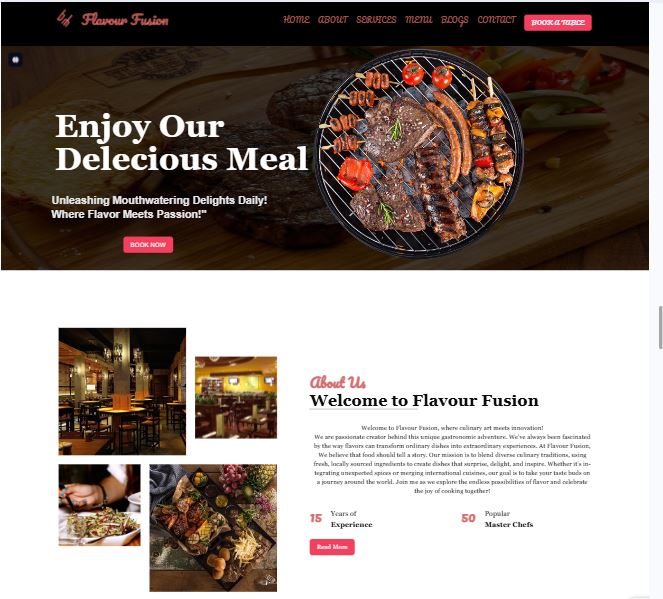 Flavour Fusion
HOME ABOUT SERVICES MENU BLOGS CONTACT BOOK A TABLE
Enjoy Our
Delecious Meal
Unleashing Mouthwatering Delights Daily!
Where Flavor Meets Passion!"
BOOK NOW
About Us
Welcome to Flavour Fusion
Welcome to Flavour Fusion, where culinary art meets innovation!
We are passionate creator behind this unique gastronomic adventure. We've always been fascinated
by the way flavors can transform ordinary dishes into extraordinary experiences. At Flavour Fusion,
We believe that food should tell a story. Our mission is to blend diverse culinary traditions, using
fresh, locally sourced ingredients to create dishes that surprise, delight, and inspire. Whether it's in-
tegrating unexpected spices or merging international cuisines, our goal is to take your taste buds on
a journey around the world. Join me as we explore the endless possibilities of flavor and celebrate
the joy of cooking together!
15 Years of
Experience
50 Popular
Master Chefs
Read More